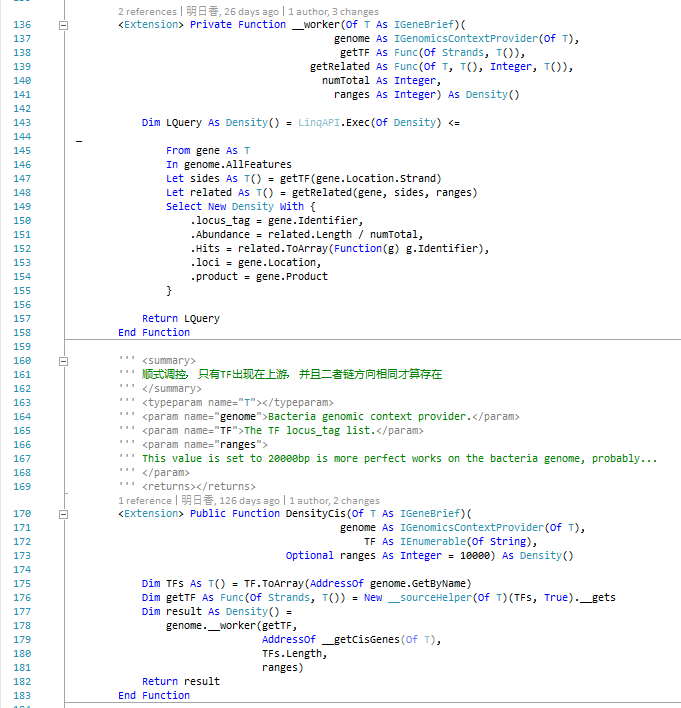 2 references | 明日香, 26 days ago | 1 author, 3 changes
136 <Extension> Private Function __worker(Of T As IGeneBrief)(
137 genome As IGenomicsContextProvider(Of T),
138 getTF As Func(Of Strands, T()),
139 getRelated As Func(Of T, T(), Integer, T()),
140 numTotal As Integer,
141 ranges As Integer) As Density()
142
143 Dim LQuery As Density() = LinqAPI.Exec(Of Density) <=
144 _
145 From gene As T
146 In genome.AllFeatures
147 Let sides As T() = getTF(gene.Location.Strand)
148 Let related As T() = getRelated(gene, sides, ranges)
149 Select New Density With {
150 .locus_tag = gene.Identifier,
151 .Abundance = related.Length / numTotal,
152 .Hits = related.ToArray(Function(g) g.Identifier),
153 .loci = gene.Location,
154 .product = gene.Product
155 }
156
157 Return LQuery
158 End Function
159
160 ''' <summary>
161 ''' 顺式调控, 只有TF出现在上游, 并且二者链方向相同才算存在
162 ''' </summary>
163 ''' <typeparam name="T"></typeparam>
164 ''' <param name="genome">Bacteria genomic context provider.</param>
165 ''' <param name="TF">The TF locus_tag list.</param>
166 ''' <param name="ranges">
167 ''' This value is set to 20000bp is more perfect works on the bacteria genome, probably...
168 ''' </param>
169 ''' <returns></returns>
1 reference | 明日香, 126 days ago | 1 author, 2 changes
170 <Extension> Public Function DensityCis(Of T As IGeneBrief)(
171 genome As IGenomicsContextProvider(Of T),
172 TF As IEnumerable(Of String),
173 Optional ranges As Integer = 10000) As Density()
174
175 Dim TFs As T() = TF.ToArray(AddressOf genome.GetByName)
176 Dim getTF As Func(Of Strands, T()) = New __sourceHelper(Of T)(TFs, True).__gets
177 Dim result As Density() =
178 genome.__worker(getTF,
179 AddressOf __getCisGenes(Of T),
180 TFs.Length,
181 ranges)
182 Return result
183 End Function